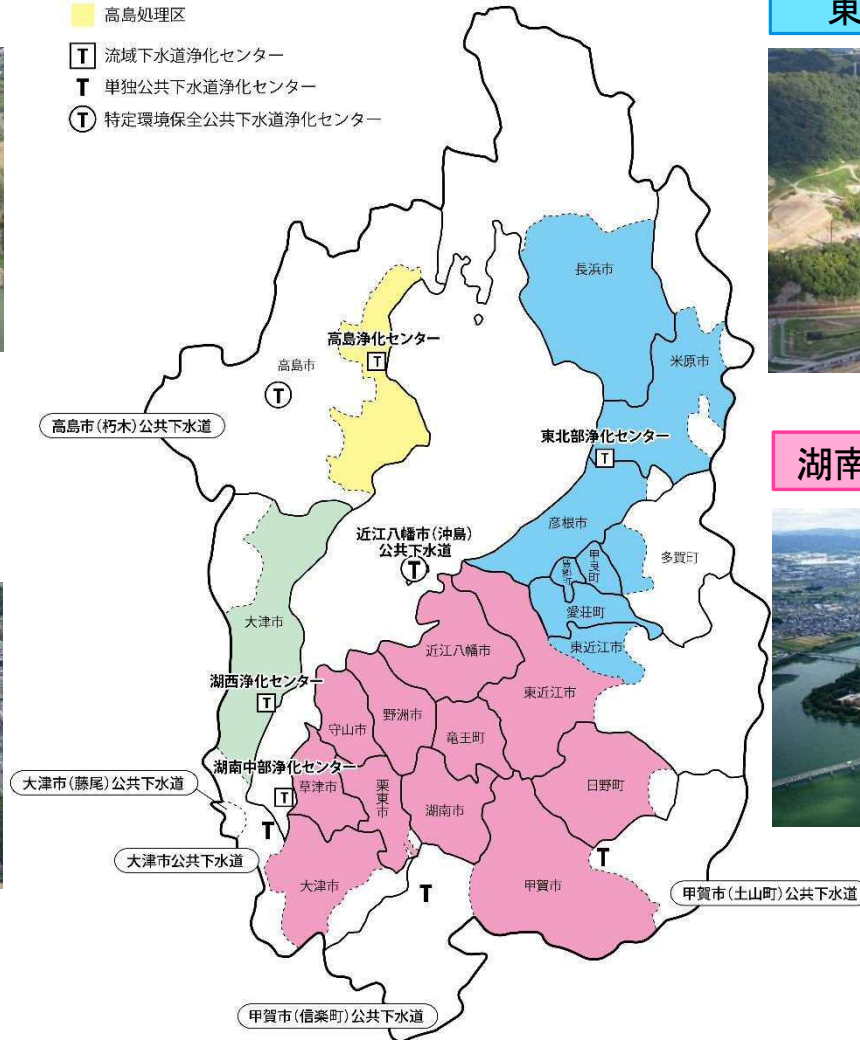 高島処理区
T 流域下水道浄化センター
T 単独公共下水道浄化センター
T 特定環境保全公共下水道浄化センター
東
長浜市
高島浄化センター
T
高島市
T
米原市
高島市(朽木)公共下水道
東北部浄化センター
T
湖南
彦根市
近江八幡市(沖島)
公共下水道
T
甲良町
多賀町
愛荘町
大津市
東近江市
近江八幡市
湖西浄化センター
T
東近江市
野洲市
守山市
竜王町
湖南中部浄化センター
T
草津市
栗東市
湖南市
日野町
大津市(藤尾)公共下水道
T
大津市公共下水道
大津市
T
甲賀市
T
甲賀市(土山町)公共下水道
甲賀市(信楽町)公共下水道